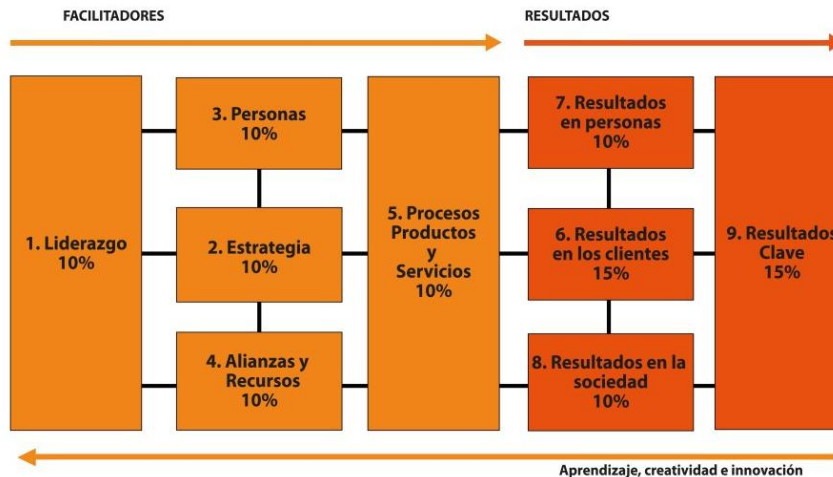 FACILITADORES
RESULTADOS
1. Liderazgo
10%
3. Personas
10%
2. Estrategia
10%
4. Alianzas y
Recursos
10%
5. Procesos
Productos
y
Servicios
10%
7. Resultados
en personas
10%
6. Resultados
en los clientes
15%
8. Resultados en la
sociedad
10%
9. Resultados
Clave
15%
Aprendizaje, creatividad e innovación